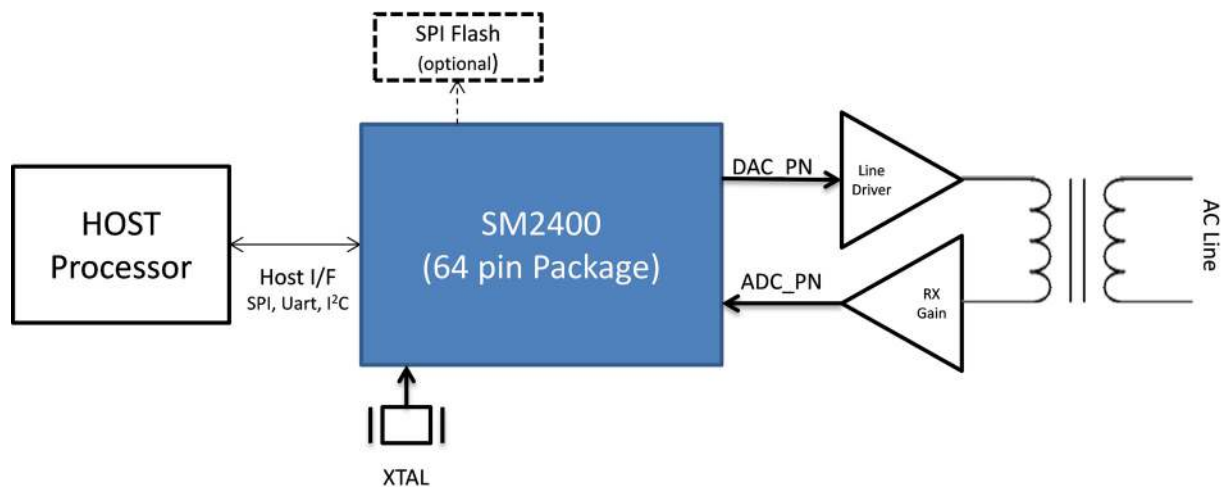 SPI Flash
(optional)
HOST
Processor
Host I/F
SPI, Uart, I²C
SM2400
(64 pin Package)
DAC_PN
Line
Driver
ADC_PN
RX
Gain
AC Line
XTAL